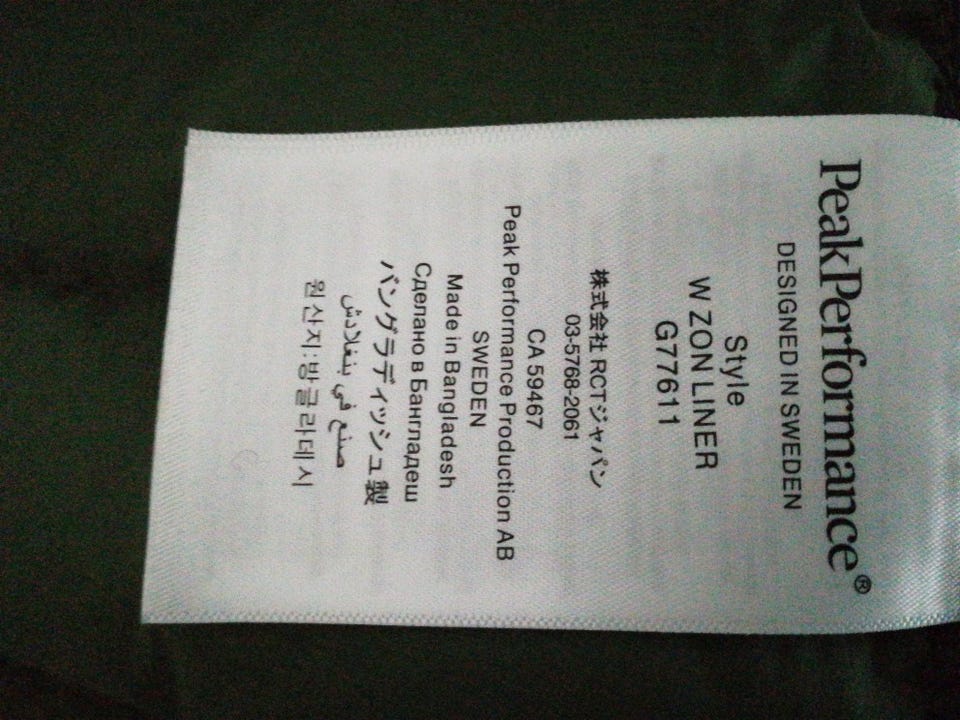 PeakPerformance®
DESIGNED IN SWEDEN
Style
W ZON LINER
G77611
株式会社 RCTジャパン
03-5768-2061
CA 59467
Peak Performance Production AB
SWEDEN
Made in Bangladesh
Сделано в Бангладеш
バングラディッシュ製
صنع في بنغلادش
원산지:방글라데시